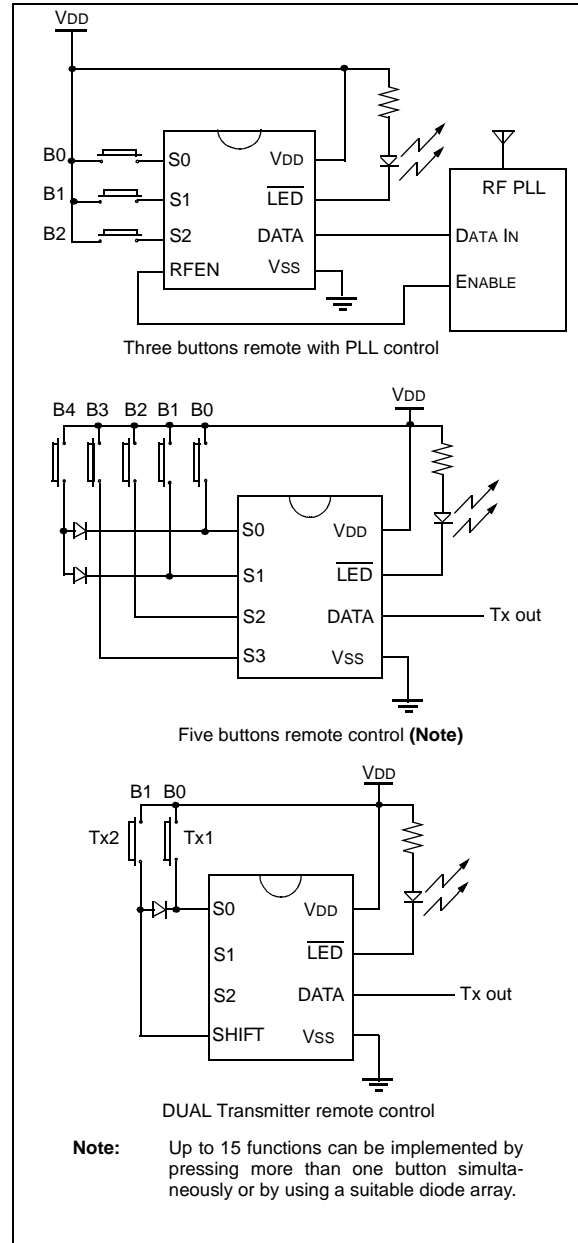 VDD
B0
B1
B2
S0
S1
S2
RFEN
VDD
LED
DATA
VSS
RF PLL
DATA IN
ENABLE
Three buttons remote with PLL control
VDD
B4 B3 B2 B1 B0
S0
S1
S2
S3
VDD
LED
DATA
VSS
Tx out
Five buttons remote control (Note)
VDD
B1 B0
Tx2
Tx1
S0
S1
S2
SHIFT
VDD
LED
DATA
VSS
Tx out
DUAL Transmitter remote control
Note: Up to 15 functions can be implemented by
pressing more than one button simulta-
neously or by using a suitable diode array.